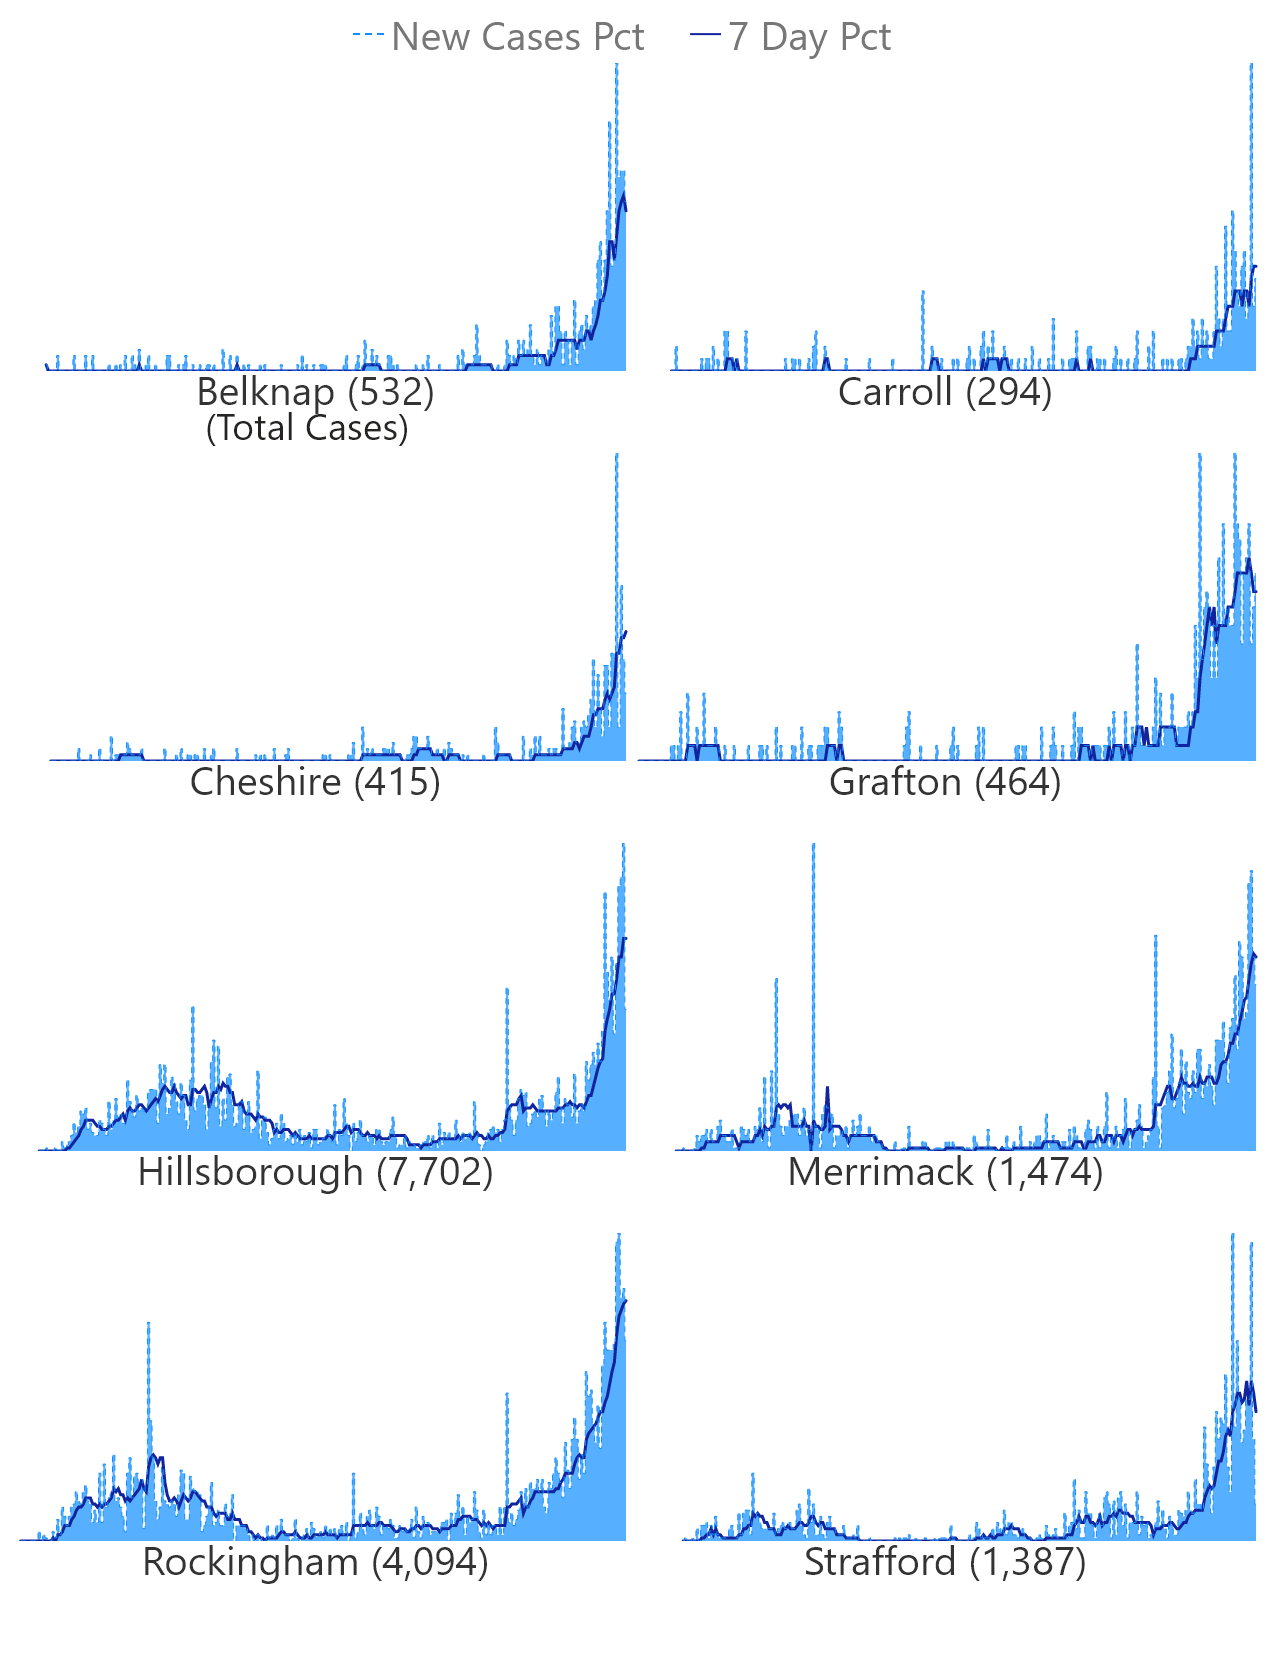 New Cases Pct 7 Day Pct
Belknap (532) Carroll (294)
(Total Cases)
Cheshire (415) Grafton (464)
Hillsborough (7,702) Merrimack (1,474)
Rockingham (4,094) Strafford (1,387)